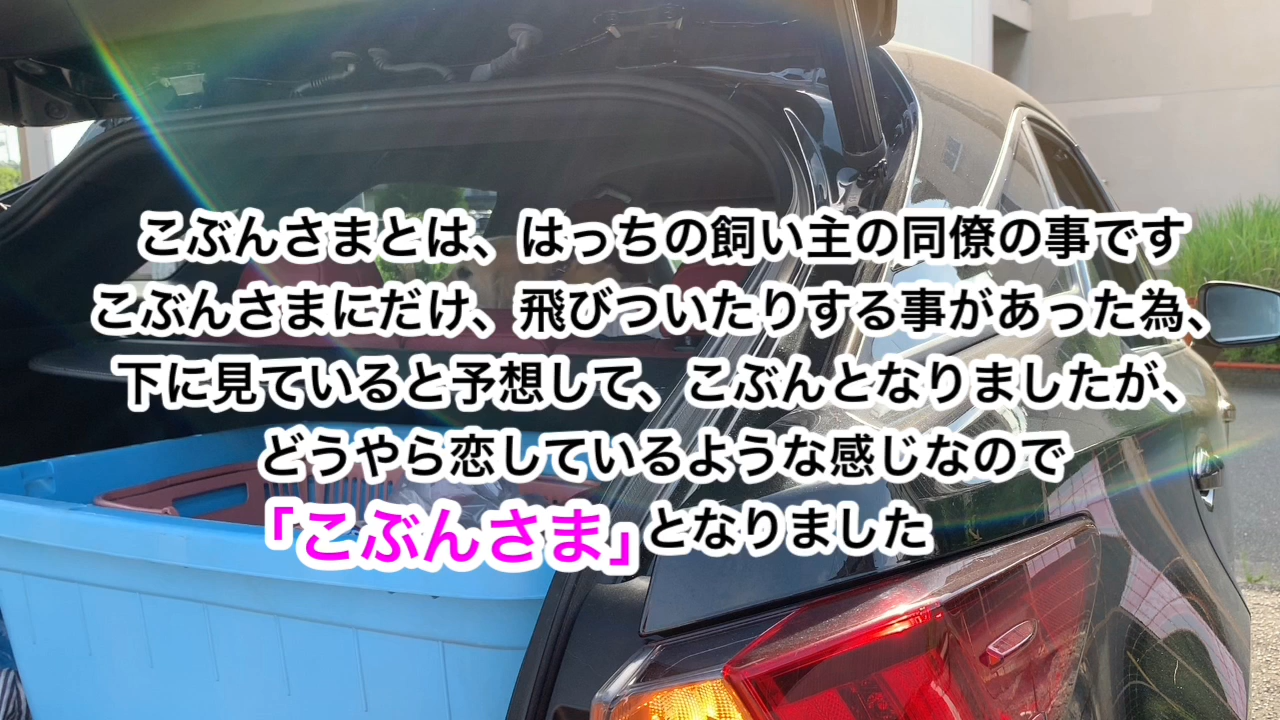 こぶんさまとは、はっちの飼い主の同僚の事です
こぶんさまにだけ、飛びついたりする事があった為、
下に見ていると予想して、こぶんとなりましたが、
どうやら恋しているような感じなので
「こぶんさま」となりました